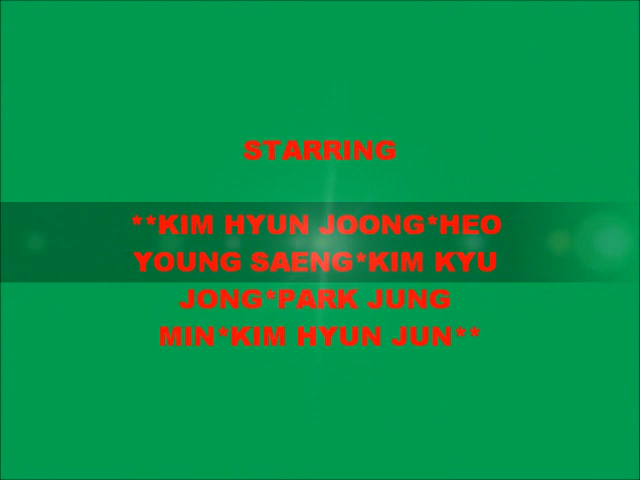 STARRING
**KIM HYUN JOONG*HEO
YOUNG SAENG*KIM KYU
JONG*PARK JUNG
MIN*KIM HYUN JUN**